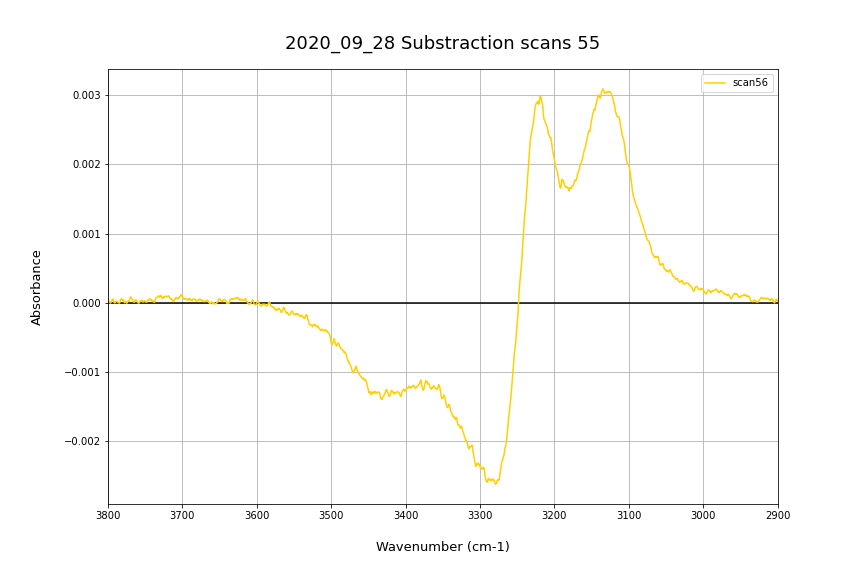 2020_09_28 Substraction scans 55
scan56
0.003
0.002
0.001
0.000
−0.001
−0.002
Absorbance
3800 3700 3600 3500 3400 3300 3200 3100 3000 2900
Wavenumber (cm-1)